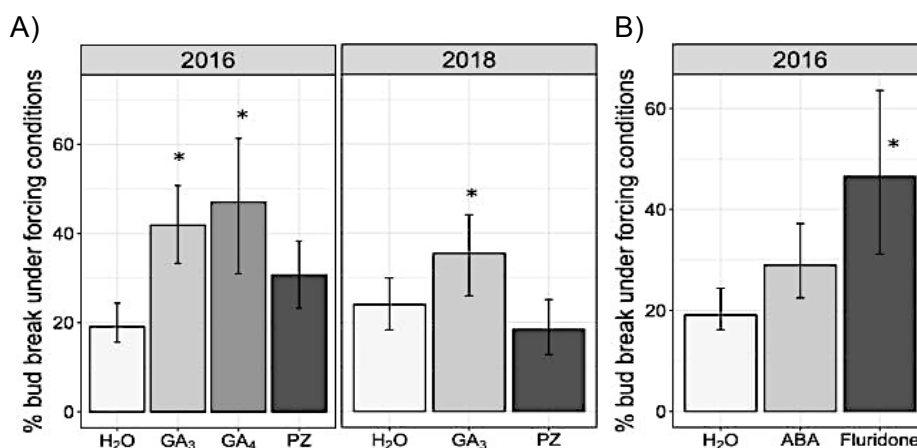 A)
B)
2016
2018
2016
% bud break under forcing conditions
60
40
20
0
*
*
*
H₂O GA₃ GA₄ PZ
H₂O GA₃ PZ
% bud break under forcing conditions
60
40
20
0
*
H₂O ABA Fluridone